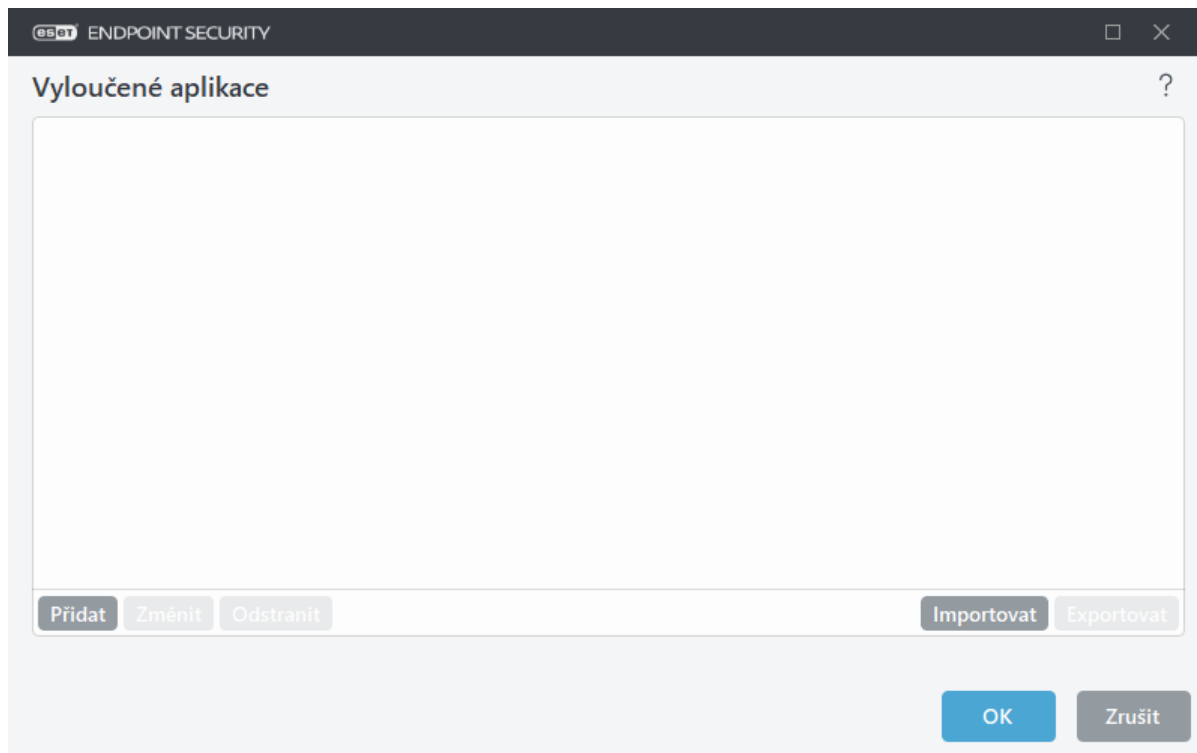 eset ENDPOINT SECURITY
Vyloučené aplikace ?
Přidat Změnit Odstranit Importovat Exportovat
OK Zrušit